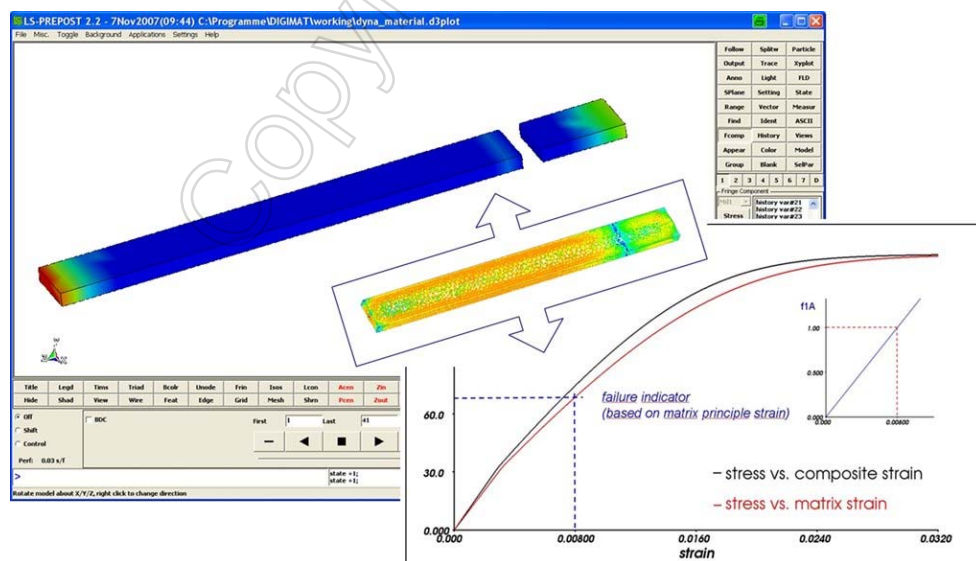 LS-PREPOST 2.2 - 7Nov2007(09:44) C:\Programme\DIGIMAT\working\dyna_material.d3plot
File Misc. Toggle Background Applications Settings Help
Follow Splitw Particle
Output Trace Xyplot
Anno Light FLD
SPlane Setting State
Range Vector Measur
Find Ident ASCII
Fcomp History Views
Appear Color Model
Group Blank SelPar
1 2 3 4 5 6 7 D
Fringe Component
history var#21
history var#22
Stress history var#23
Copy
Title Legd Tims Triad Bcolr Unode Frin Isos Lcon Acen Zin
Hide Shad View Wire Feat Edge Grid Mesh Shrn Pcen Zout
Off
Shift
Control
BDC
First 1 Last 41
Perf: 0.03 s/f
>
state +1;
state +1;
Rotate model about X/Y/Z, right click to change direction
f1A
1.00
0.500
0.000
0.000 0.00800
60.0
30.0
0.000
failure indicator
(based on matrix principle strain)
stress vs. composite strain
stress vs. matrix strain
0.000 0.00800 0.0160 0.0240 0.0320
strain